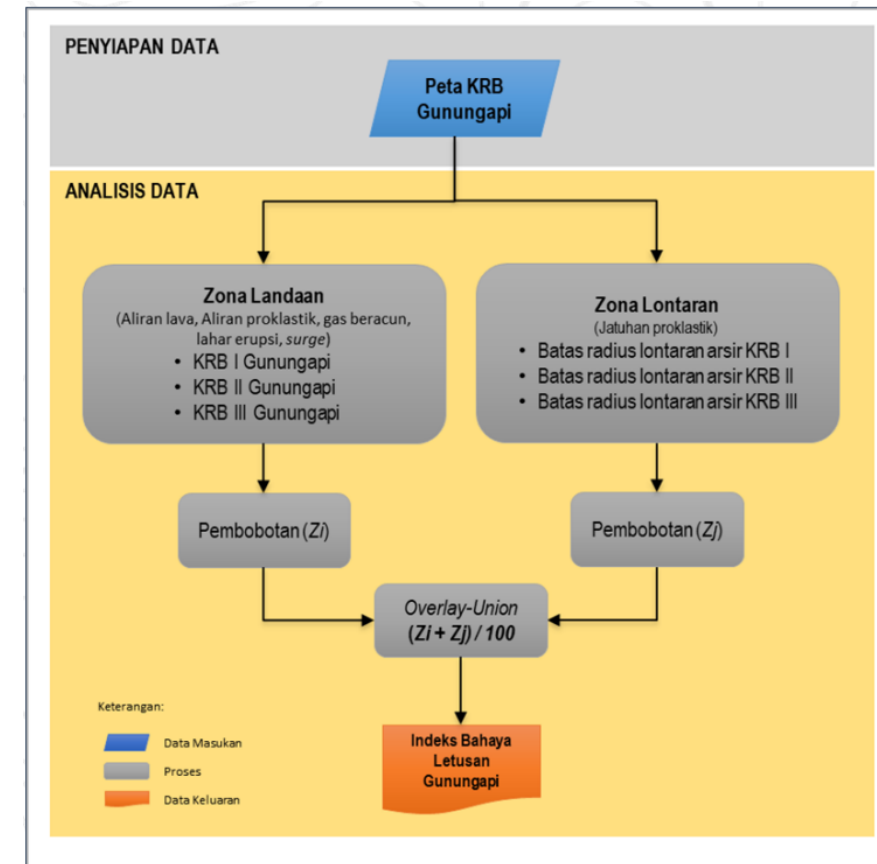 PENYIAPAN DATA
Peta KRB
Gunungapi
ANALISIS DATA
Zona Landaan
(Aliran lava, Aliran proklastik, gas beracun,
lahar erupsi, surge)
• KRB I Gunungapi
• KRB II Gunungapi
• KRB III Gunungapi
Zona Lontaran
(Jatuhan proklastik)
• Batas radius lontaran arsir KRB I
• Batas radius lontaran arsir KRB II
• Batas radius lontaran arsir KRB III
Pembobotan (Zi)
Pembobotan (Zj)
Overlay-Union
(Zi + Zj) / 100
Indeks Bahaya
Letusan
Gunungapi
Keterangan:
Data Masukan
Proses
Data Keluaran